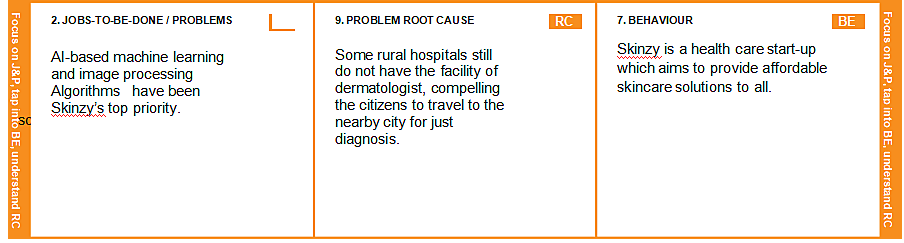 Focus on J&P, tap into BE, understand RC
2. JOBS-TO-BE-DONE / PROBLEMS
AI-based machine learning
and image processing
Algorithms have been
Skinzy's top priority.
9. PROBLEM ROOT CAUSE
RC
Some rural hospitals still
do not have the facility of
dermatologist, compelling
the citizens to travel to the
nearby city for just
diagnosis.
7. BEHAVIOUR
BE
Skinzy is a health care start-up
which aims to provide affordable
skincare solutions to all.
Focus on J&P, tap into BE, understand RC